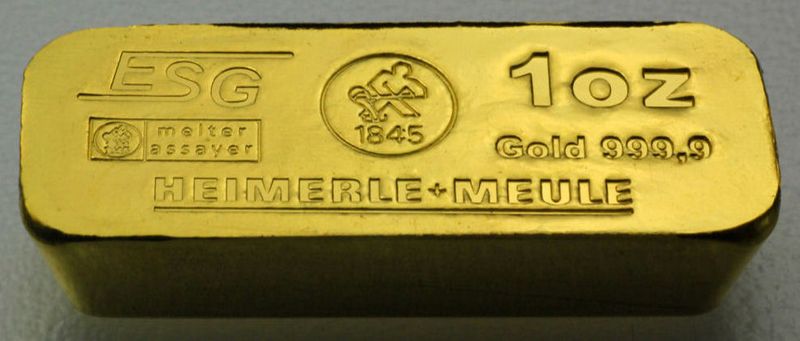 ESG
melter
assayer
1845
1oz
Gold 999,9
HEIMERLE+MEULE